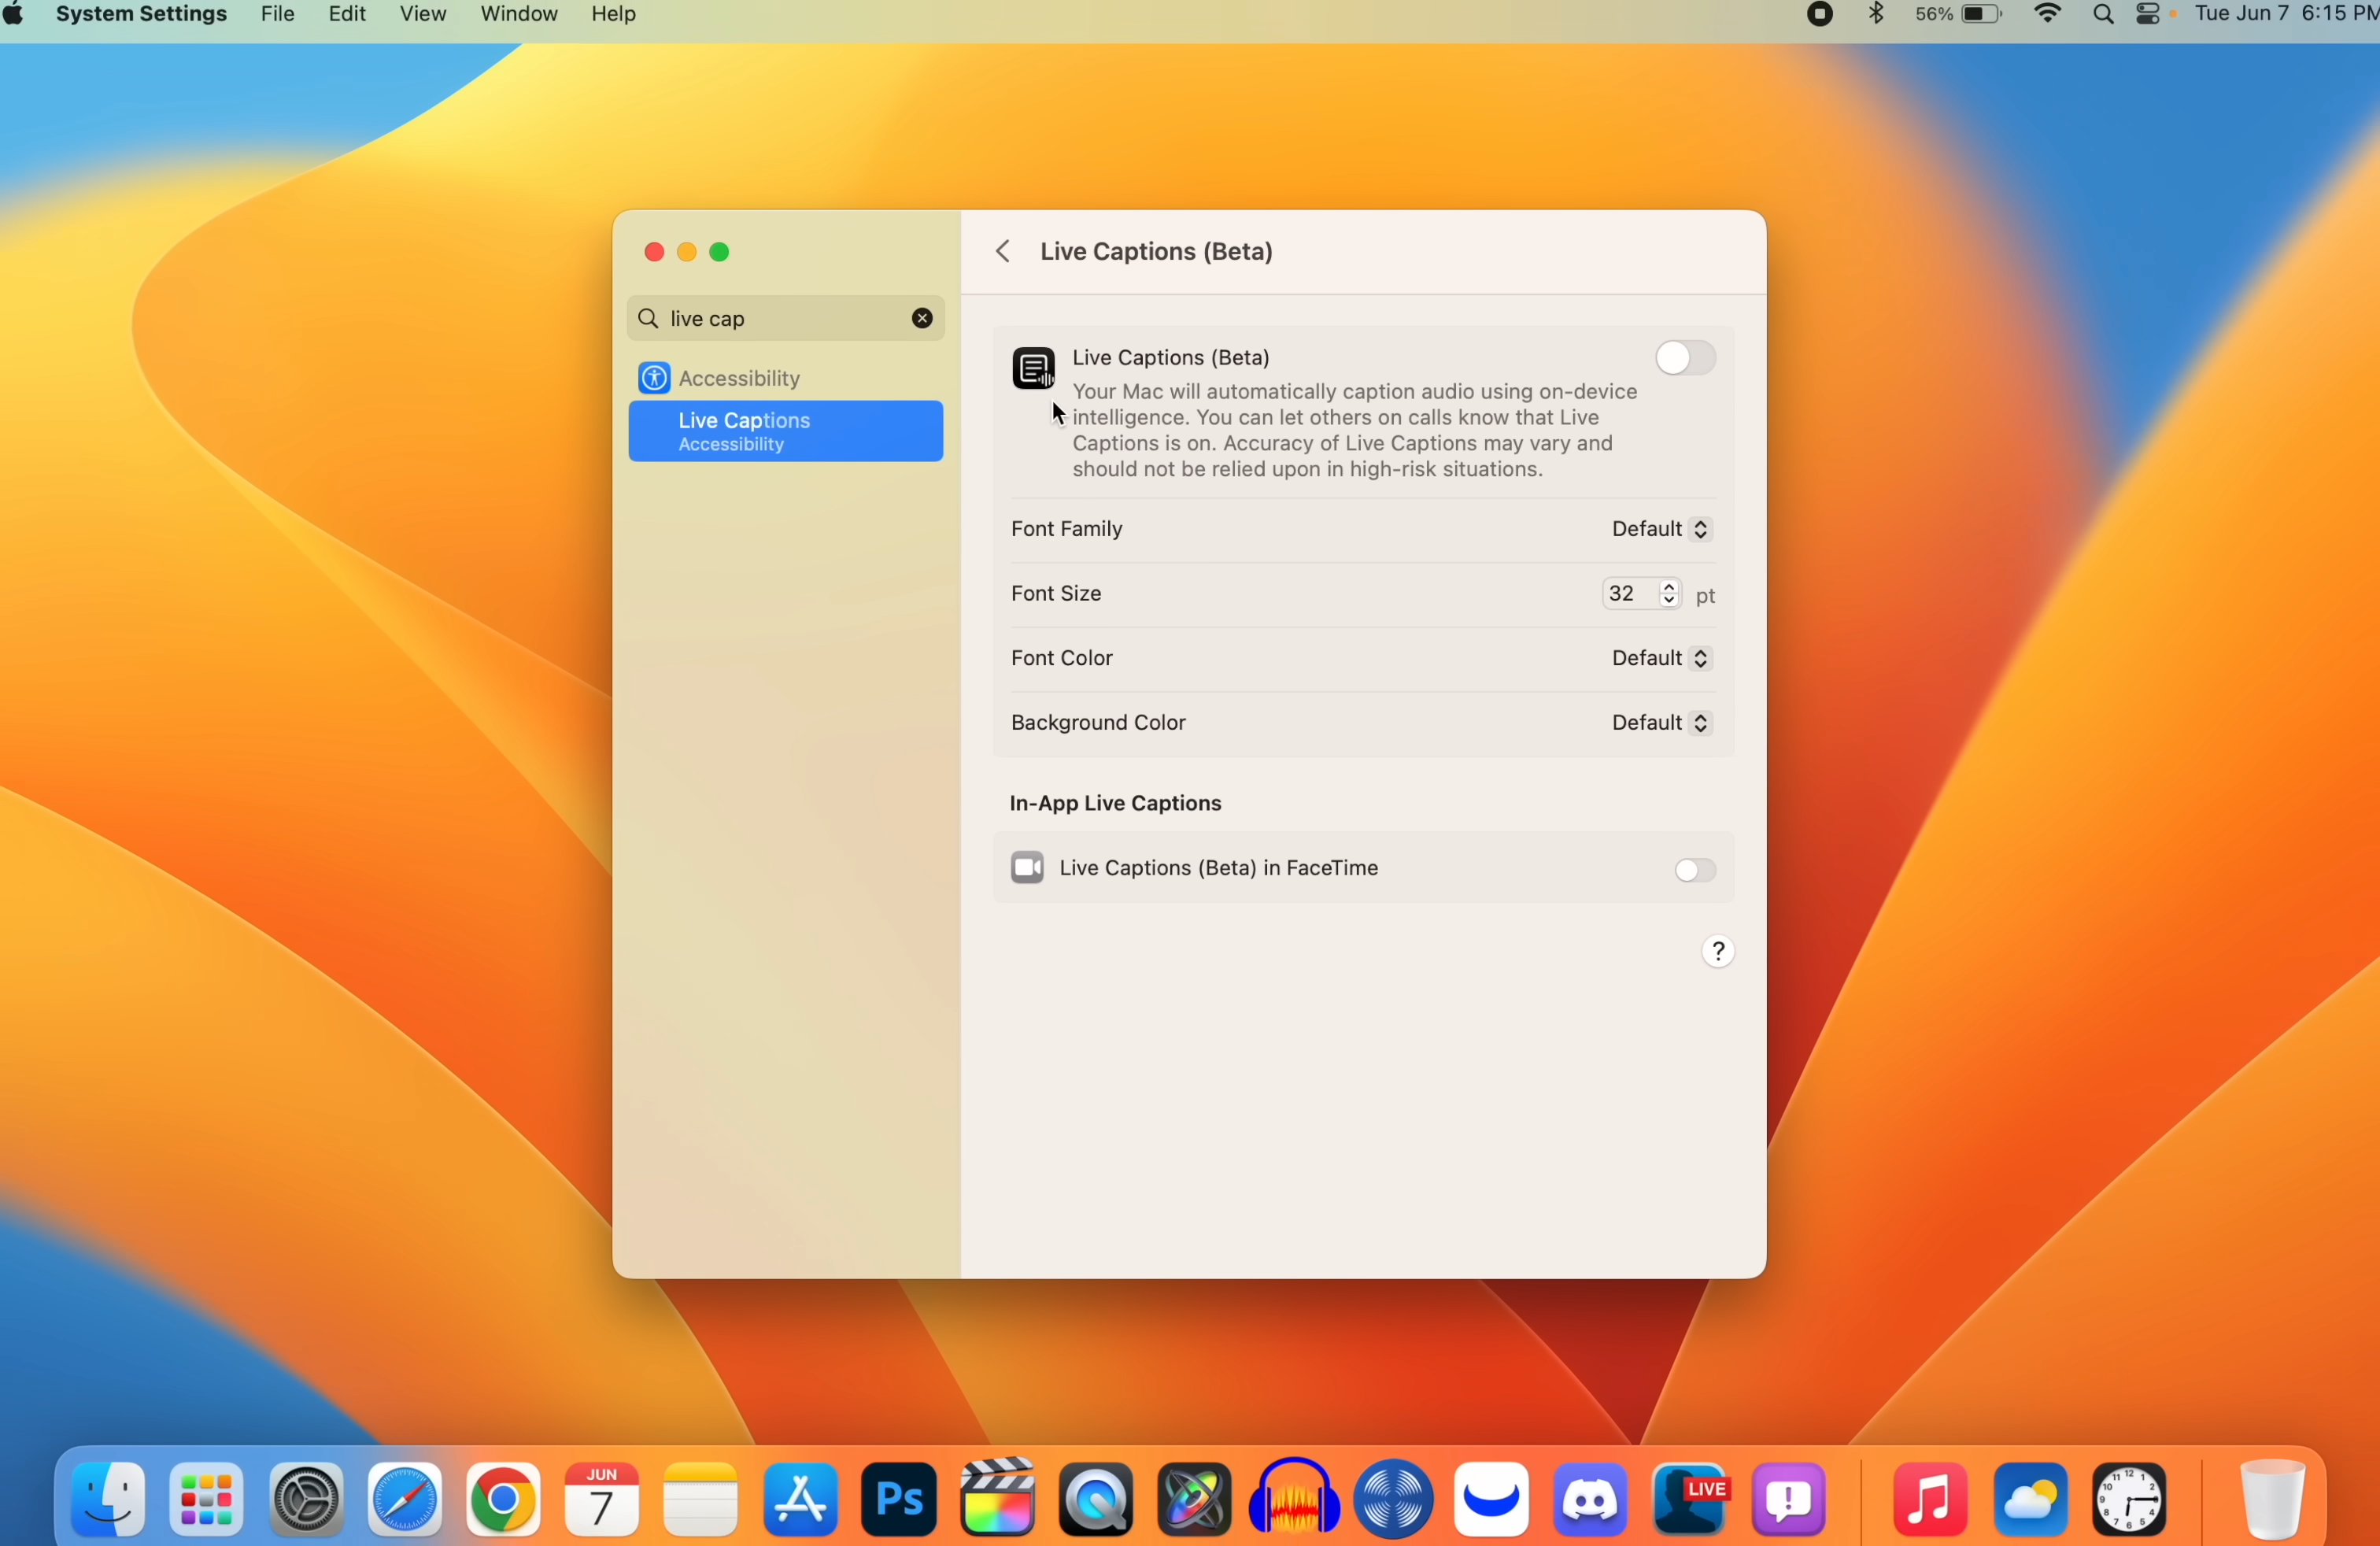 System Settings File Edit View Window Help 56% Tue Jun 7 6:15 PM
Live Captions (Beta)
live cap
Accessibility
Live Captions
Accessibility
Live Captions (Beta)
Your Mac will automatically caption audio using on-device
intelligence. You can let others on calls know that Live
Captions is on. Accuracy of Live Captions may vary and
should not be relied upon in high-risk situations.
Font Family Default
Font Size 32 pt
Font Color Default
Background Color Default
In-App Live Captions
Live Captions (Beta) in FaceTime
?
JUN
7
Ps
LIVE